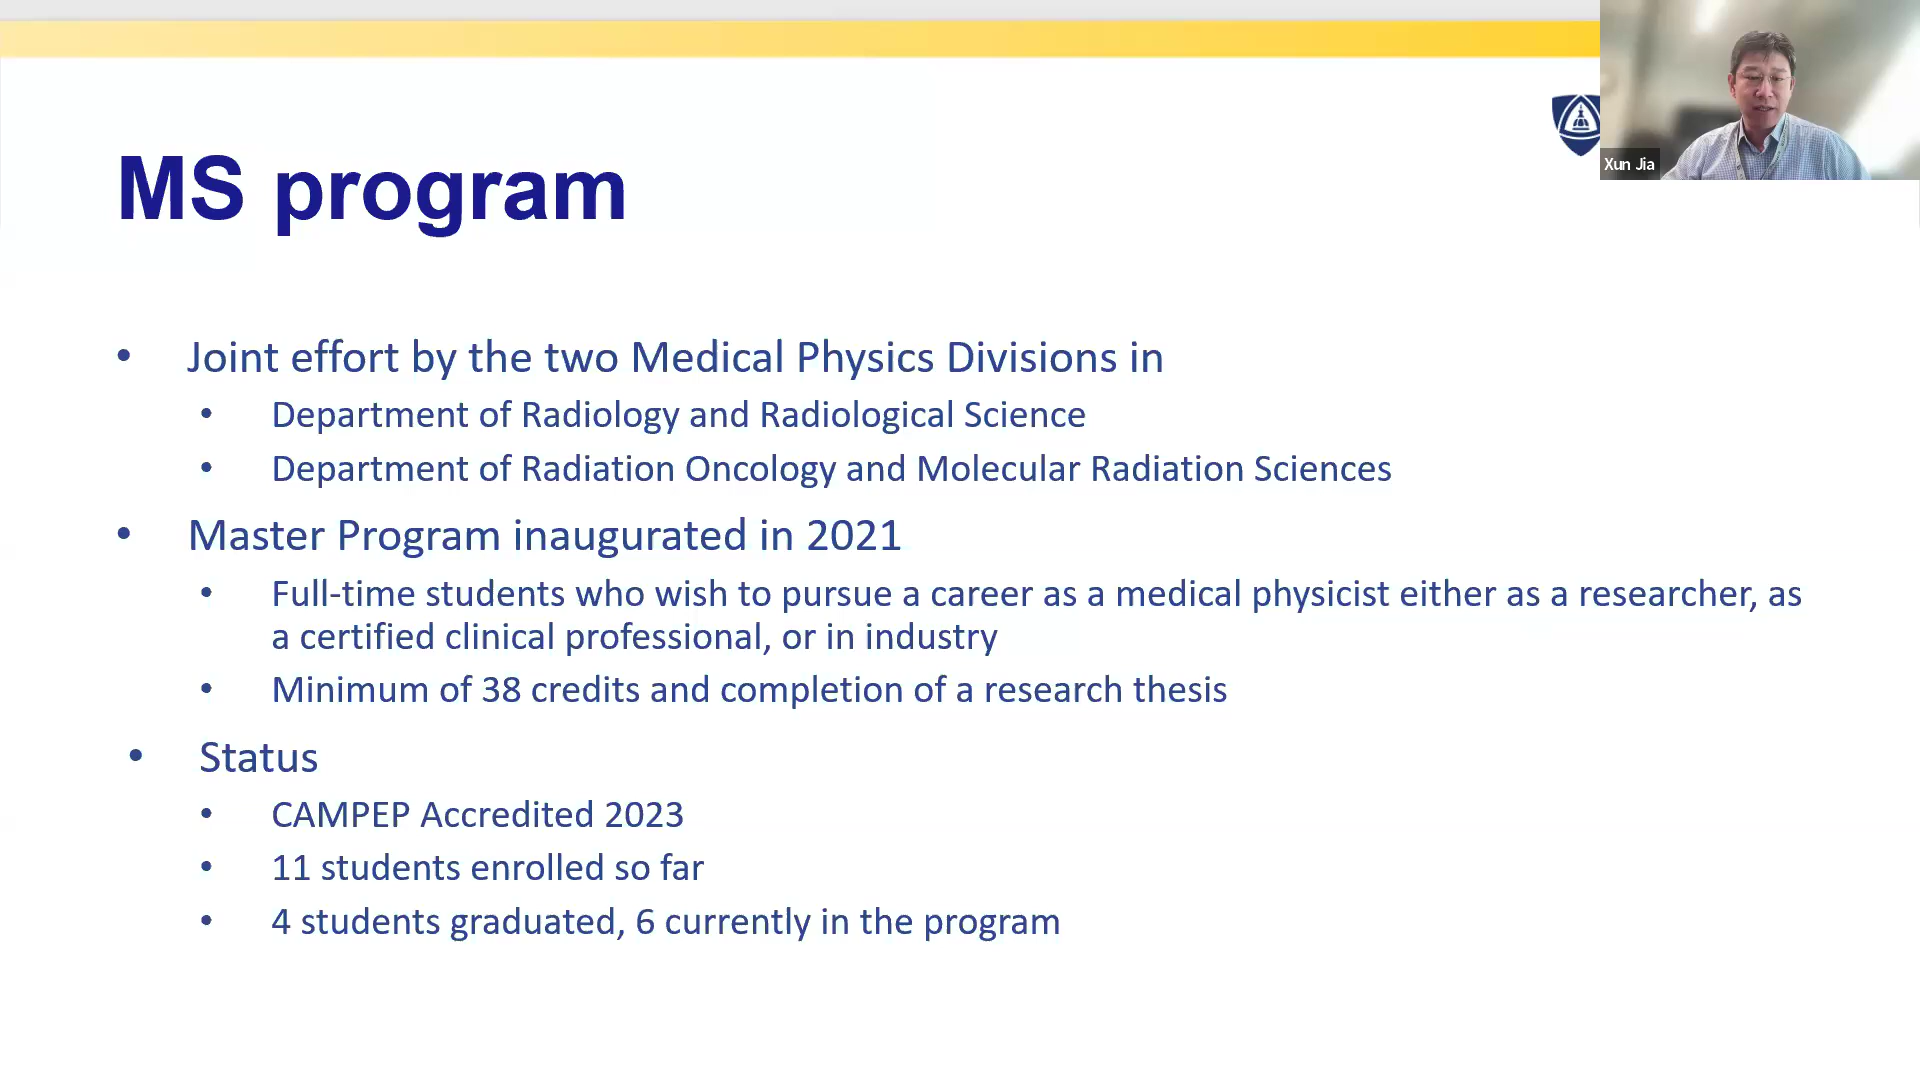 Xun Jia
MS program
• Joint effort by the two Medical Physics Divisions in
• Department of Radiology and Radiological Science
• Department of Radiation Oncology and Molecular Radiation Sciences
• Master Program inaugurated in 2021
• Full-time students who wish to pursue a career as a medical physicist either as a researcher, as
a certified clinical professional, or in industry
• Minimum of 38 credits and completion of a research thesis
• Status
• CAMPEP Accredited 2023
• 11 students enrolled so far
• 4 students graduated, 6 currently in the program